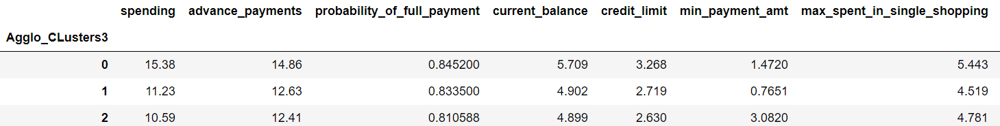 spending advance_payments probability_of_full_payment current_balance credit_limit min_payment_amt max_spent_in_single_shopping
Agglo_CLusters3
0 15.38 14.86 0.845200 5.709 3.268 1.4720 5.443
1 11.23 12.63 0.833500 4.902 2.719 0.7651 4.519
2 10.59 12.41 0.810588 4.899 2.630 3.0820 4.781